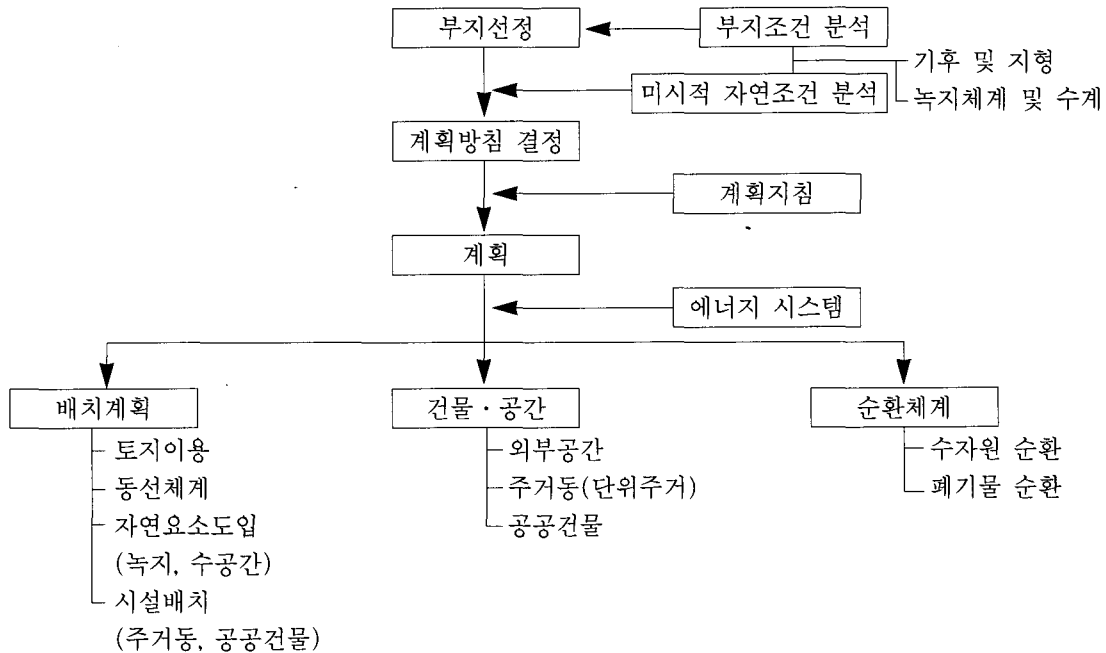 부지선정
부지조건 분석
기후 및 지형
미시적 자연조건 분석
녹지체계 및 수계
계획방침 결정
계획지침
계획
에너지 시스템
배치계획
토지이용
동선체계
자연요소도입
(녹지, 수공간)
시설배치
(주거동, 공공건물)
건물·공간
외부공간
주거동(단위주거)
공공건물
순환체계
수자원 순환
폐기물 순환